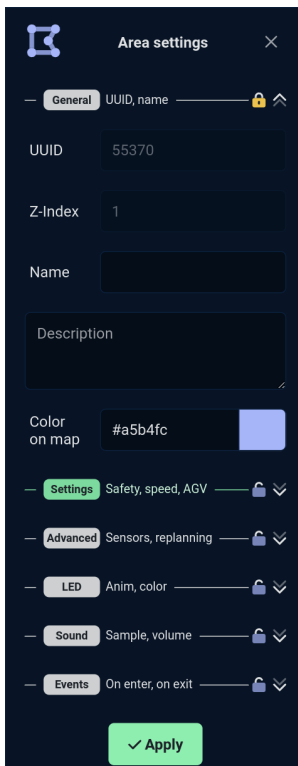 Area settings
General UUID, name
UUID 55370
Z-Index 1
Name
Description
Color
on map
#a5b4fc
Settings Safety, speed, AGV
Advanced Sensors, replanning
LED Anim, color
Sound Sample, volume
Events On enter, on exit
Apply